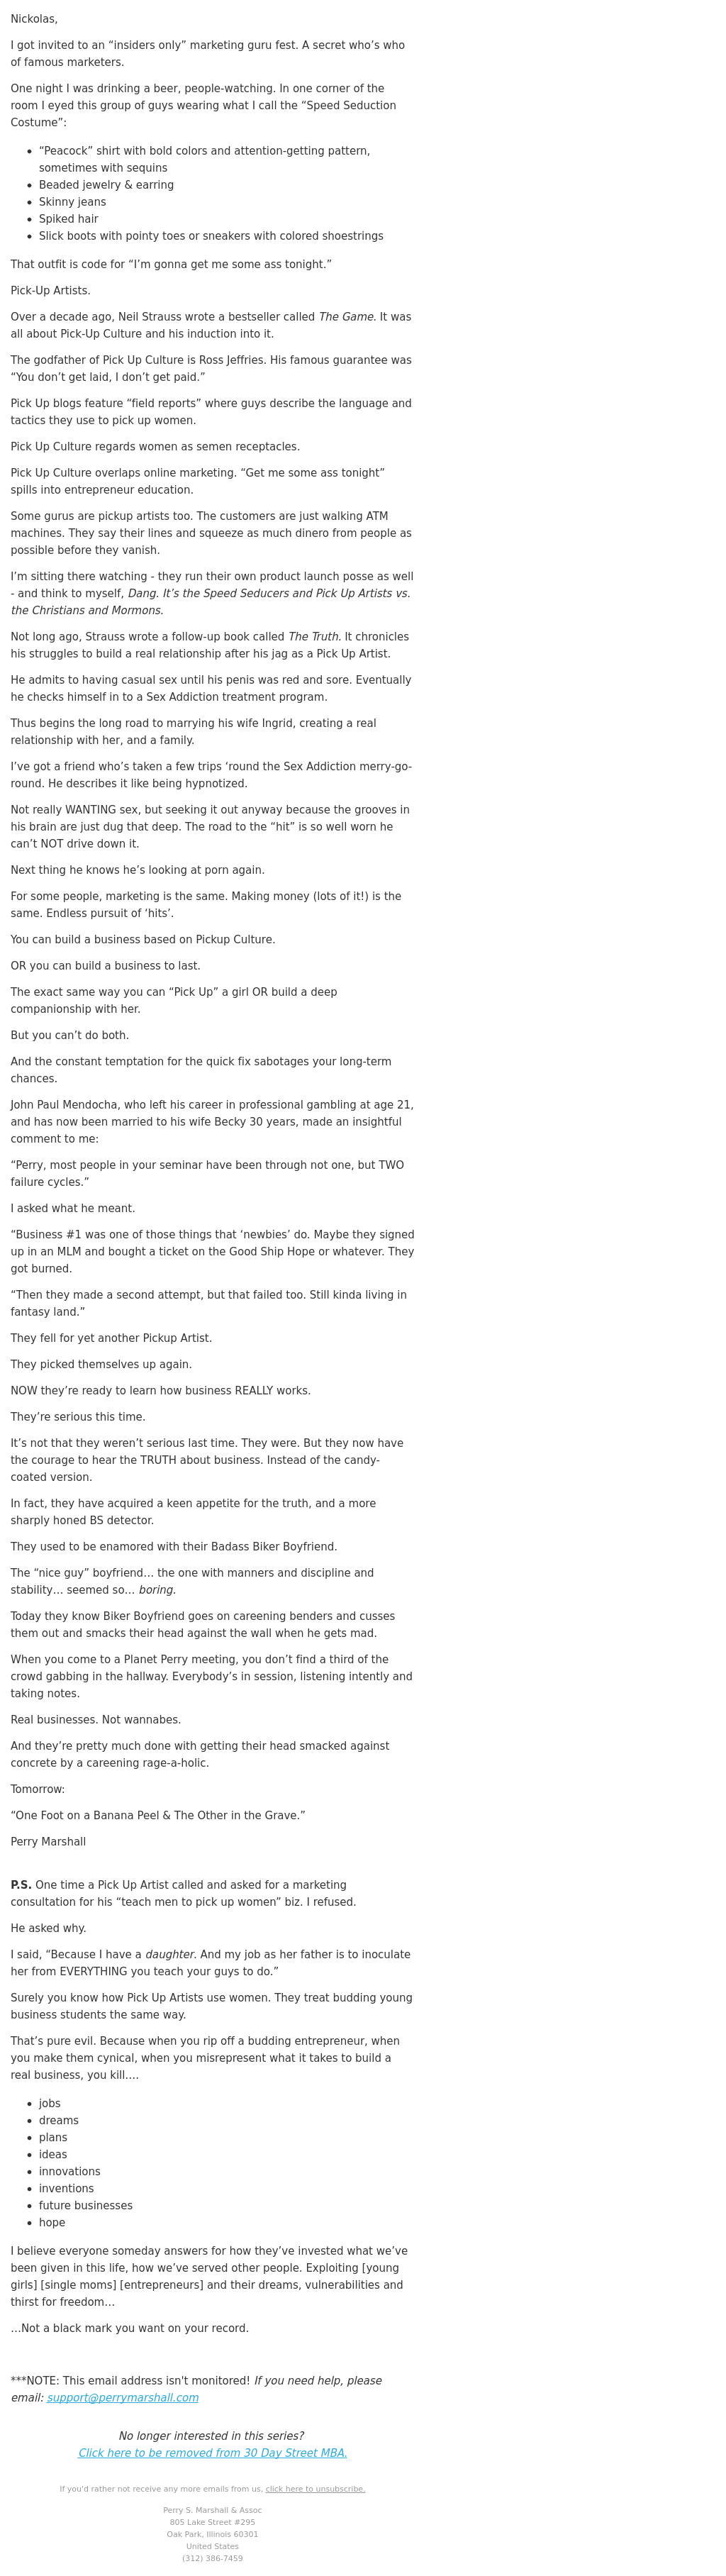 Nickolas,
I got invited to an “insiders only” marketing guru fest. A secret who’s who
of famous marketers.
One night I was drinking a beer, people-watching. In one corner of the
room I eyed this group of guys wearing what I call the “Speed Seduction
Costume”:
• “Peacock” shirt with bold colors and attention-getting pattern,
sometimes with sequins
• Beaded jewelry & earring
• Skinny jeans
• Spiked hair
• Slick boots with pointy toes or sneakers with colored shoestrings
That outfit is code for “I’m gonna get me some ass tonight.”
Pick-Up Artists.
Over a decade ago, Neil Strauss wrote a bestseller called The Game. It was
all about Pick-Up Culture and his induction into it.
The godfather of Pick Up Culture is Ross Jeffries. His famous guarantee was
“You don’t get laid, I don’t get paid.”
Pick Up blogs feature “field reports” where guys describe the language and
tactics they use to pick up women.
Pick Up Culture regards women as semen receptacles.
Pick Up Culture overlaps online marketing. “Get me some ass tonight”
spills into entrepreneur education.
Some gurus are pickup artists too. The customers are just walking ATM
machines. They say their lines and squeeze as much dinero from people as
possible before they vanish.
I’m sitting there watching - they run their own product launch posse as well
- and think to myself, Dang. It’s the Speed Seducers and Pick Up Artists vs.
the Christians and Mormons.
Not long ago, Strauss wrote a follow-up book called The Truth. It chronicles
his struggles to build a real relationship after his jag as a Pick Up Artist.
He admits to having casual sex until his penis was red and sore. Eventually
he checks himself in to a Sex Addiction treatment program.
Thus begins the long road to marrying his wife Ingrid, creating a real
relationship with her, and a family.
I’ve got a friend who’s taken a few trips ‘round the Sex Addiction merry-go-
round. He describes it like being hypnotized.
Not really WANTING sex, but seeking it out anyway because the grooves in
his brain are just dug that deep. The road to the “hit” is so well worn he
can’t NOT drive down it.
Next thing he knows he’s looking at porn again.
For some people, marketing is the same. Making money (lots of it!) is the
same. Endless pursuit of ‘hits’.
You can build a business based on Pickup Culture.
OR you can build a business to last.
The exact same way you can “Pick Up” a girl OR build a deep
companionship with her.
But you can’t do both.
And the constant temptation for the quick fix sabotages your long-term
chances.
John Paul Mendocha, who left his career in professional gambling at age 21,
and has now been married to his wife Becky 30 years, made an insightful
comment to me:
“Perry, most people in your seminar have been through not one, but TWO
failure cycles.”
I asked what he meant.
“Business #1 was one of those things that ‘newbies’ do. Maybe they signed
up in an MLM and bought a ticket on the Good Ship Hope or whatever. They
got burned.
“Then they made a second attempt, but that failed too. Still kinda living in
fantasy land.”
They fell for yet another Pickup Artist.
They picked themselves up again.
NOW they’re ready to learn how business REALLY works.
They’re serious this time.
It’s not that they weren’t serious last time. They were. But they now have
the courage to hear the TRUTH about business. Instead of the candy-
coated version.
In fact, they have acquired a keen appetite for the truth, and a more
sharply honed BS detector.
They used to be enamored with their Badass Biker Boyfriend.
The “nice guy” boyfriend… the one with manners and discipline and
stability… seemed so… boring.
Today they know Biker Boyfriend goes on careening benders and cusses
them out and smacks their head against the wall when he gets mad.
When you come to a Planet Perry meeting, you don’t find a third of the
crowd gabbing in the hallway. Everybody’s in session, listening intently and
taking notes.
Real businesses. Not wannabes.
And they’re pretty much done with getting their head smacked against
concrete by a careening rage-a-holic.
Tomorrow:
“One Foot on a Banana Peel & The Other in the Grave.”
Perry Marshall
P.S. One time a Pick Up Artist called and asked for a marketing
consultation for his “teach men to pick up women” biz. I refused.
He asked why.
I said, “Because I have a daughter. And my job as her father is to inoculate
her from EVERYTHING you teach your guys to do.”
Surely you know how Pick Up Artists use women. They treat budding young
business students the same way.
That’s pure evil. Because when you rip off a budding entrepreneur, when
you make them cynical, when you misrepresent what it takes to build a
real business, you kill….
• jobs
• dreams
• plans
• ideas
• innovations
• inventions
• future businesses
• hope
I believe everyone someday answers for how they’ve invested what we’ve
been given in this life, how we’ve served other people. Exploiting [young
girls] [single moms] [entrepreneurs] and their dreams, vulnerabilities and
thirst for freedom…
…Not a black mark you want on your record.
***NOTE: This email address isn't monitored! If you need help, please
email: support@perrymarshall.com
No longer interested in this series?
Click here to be removed from 30 Day Street MBA.
If you'd rather not receive any more emails from us, click here to unsubscribe.
Perry S. Marshall & Assoc
805 Lake Street #295
Oak Park, Illinois 60301
United States
(312) 386-7459